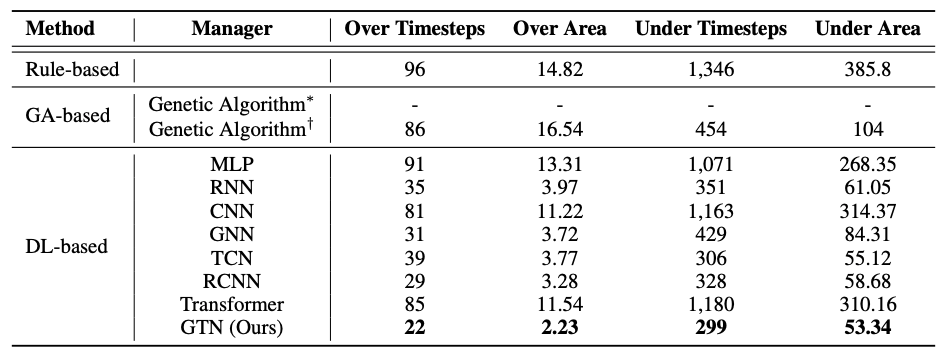 Method Manager Over Timesteps Over Area Under Timesteps Under Area
Rule-based 96 14.82 1,346 385.8
GA-based
Genetic Algorithm* - - - -
Genetic Algorithm† 86 16.54 454 104
DL-based
MLP 91 13.31 1,071 268.35
RNN 35 3.97 351 61.05
CNN 81 11.22 1,163 314.37
GNN 31 3.72 429 84.31
TCN 39 3.77 306 55.12
RCNN 29 3.28 328 58.68
Transformer 85 11.54 1,180 310.16
GTN (Ours) 22 2.23 299 53.34